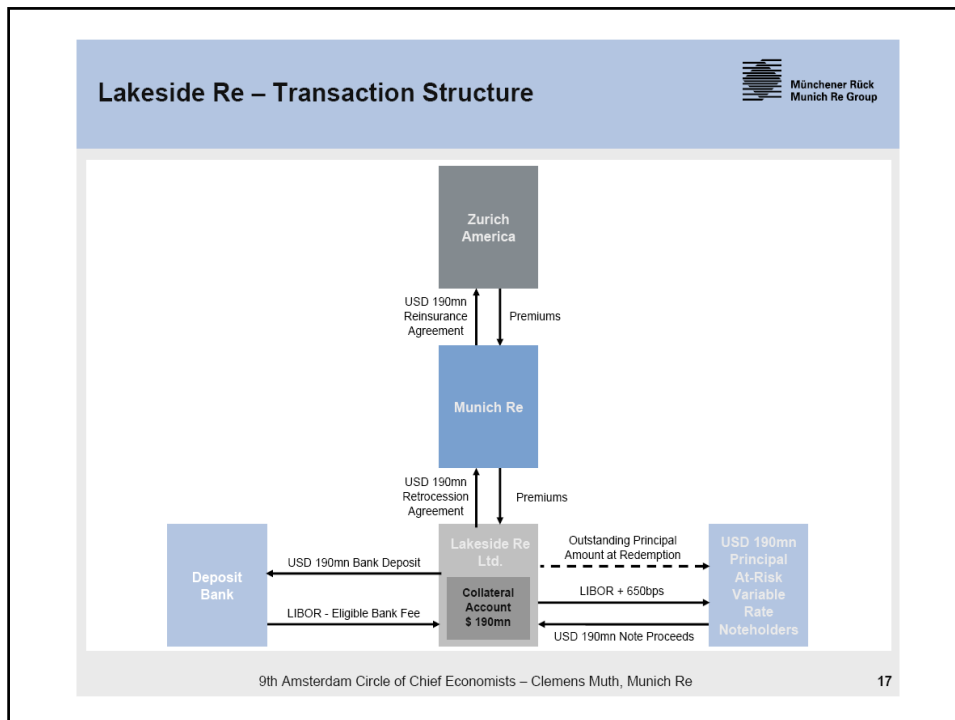 Lakeside Re – Transaction Structure
Münchener Rück
Munich Re Group
Zurich
America
USD 190mn
Reinsurance
Agreement
Premiums
Munich Re
USD 190mn
Retrocession
Agreement
Premiums
Deposit
Bank
USD 190mn Bank Deposit
LIBOR - Eligible Bank Fee
Lakeside Re
Ltd.
Collateral
Account
$ 190mn
Outstanding Principal
Amount at Redemption
LIBOR + 650bps
USD 190mn Note Proceeds
USD 190mn
Principal
At-Risk
Variable
Rate
Noteholders
9th Amsterdam Circle of Chief Economists – Clemens Muth, Munich Re
17